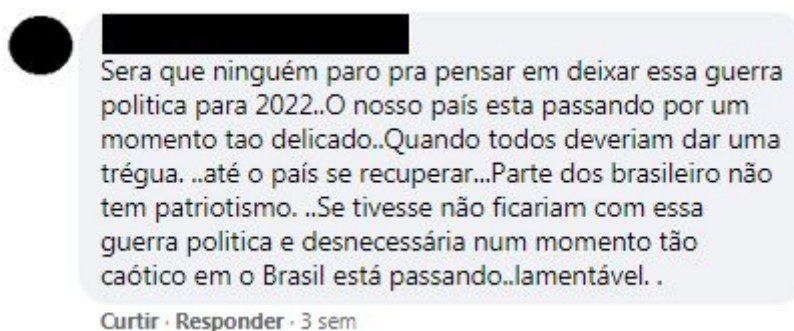 Sera que ninguém paro pra pensar em deixar essa guerra
politica para 2022..O nosso país esta passando por um
momento tao delicado..Quando todos deveriam dar uma
trégua. ..até o país se recuperar...Parte dos brasileiro não
tem patriotismo. ..Se tivesse não ficariam com essa
guerra politica e desnecessária num momento tão
caótico em o Brasil está passando..lamentável. .
Curtir · Responder · 3 sem